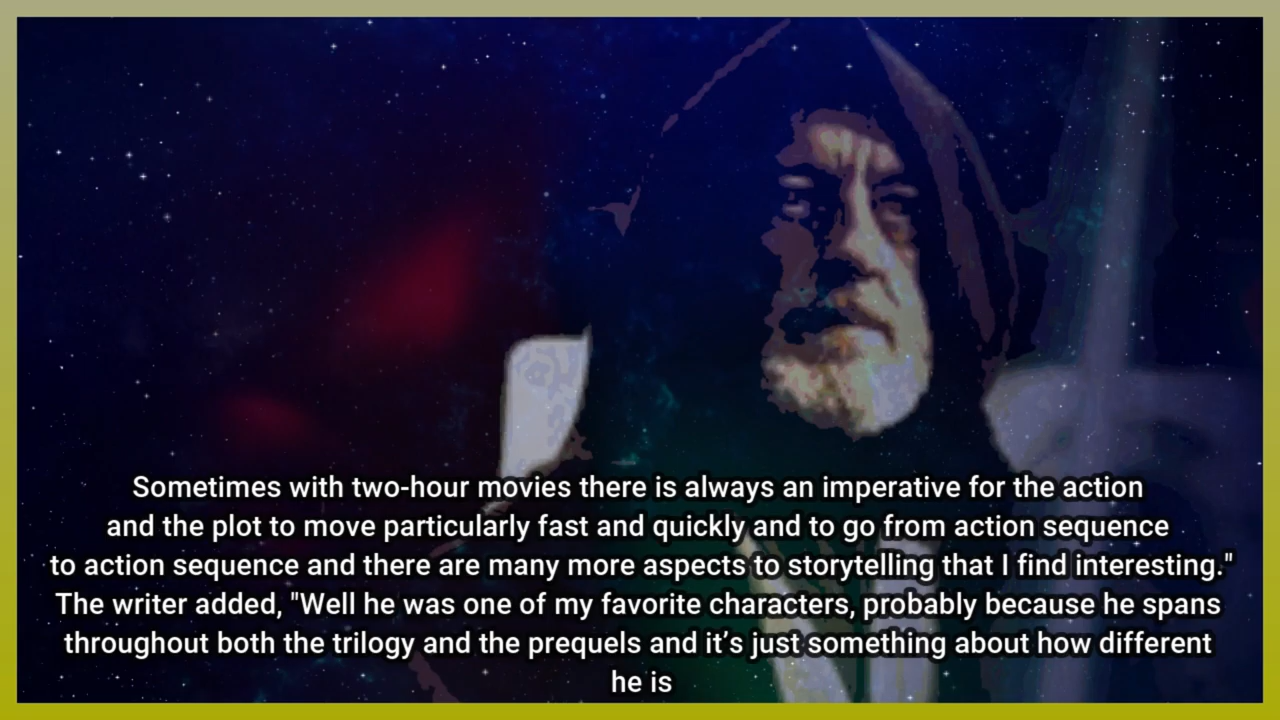 Sometimes with two-hour movies there is always an imperative for the action
and the plot to move particularly fast and quickly and to go from action sequence
to action sequence and there are many more aspects to storytelling that I find interesting."
The writer added, "Well he was one of my favorite characters, probably because he spans
throughout both the trilogy and the prequels and it’s just something about how different
he is